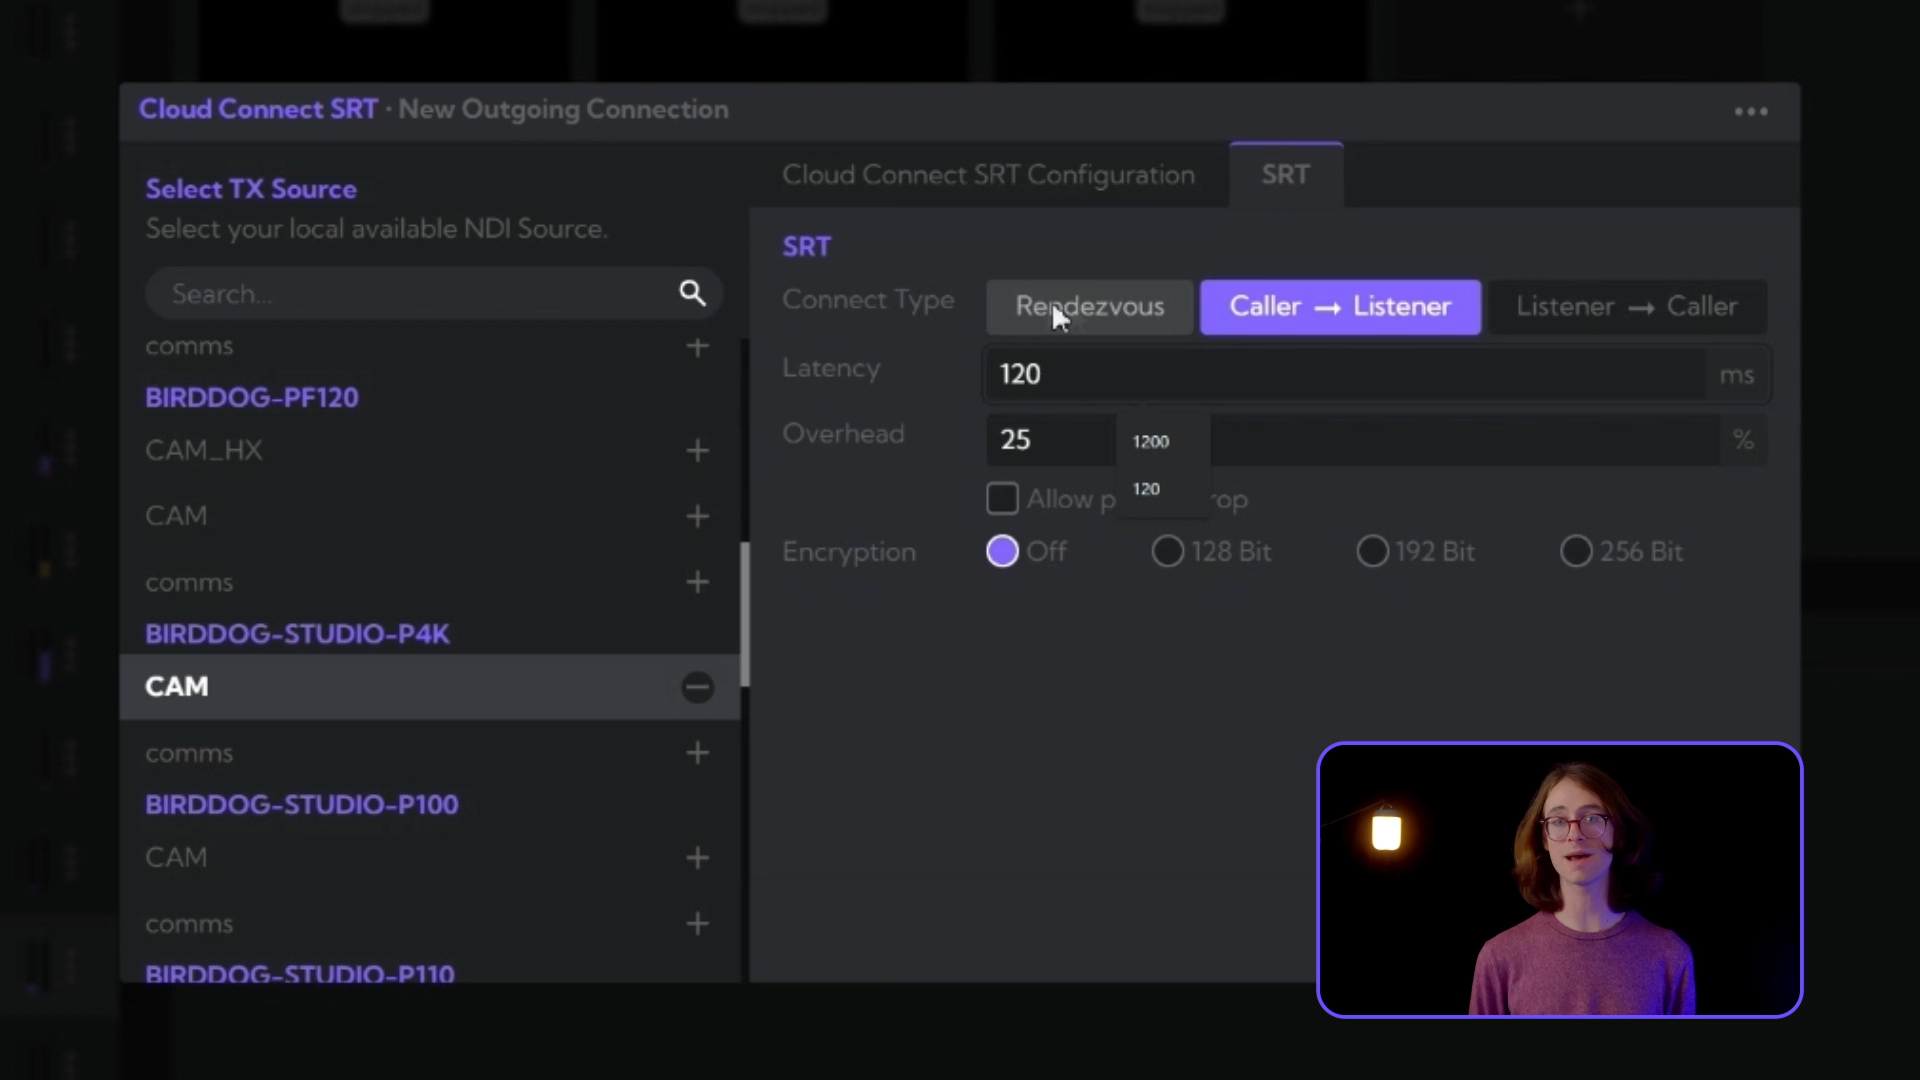 Cloud Connect SRT · New Outgoing Connection
Select TX Source
Select your local available NDI Source.
Search...
comms
BIRDDOG-PF120
CAM_HX
CAM
comms
BIRDDOG-STUDIO-P4K
CAM
comms
BIRDDOG-STUDIO-P100
CAM
comms
BIRDDOG-STUDIO-P110
Cloud Connect SRT Configuration
SRT
SRT
Connect Type
Rendezvous
Caller → Listener
Listener → Caller
Latency
120
ms
Overhead
25
%
1200
120
Allow p
rop
Encryption
Off
128 Bit
192 Bit
256 Bit